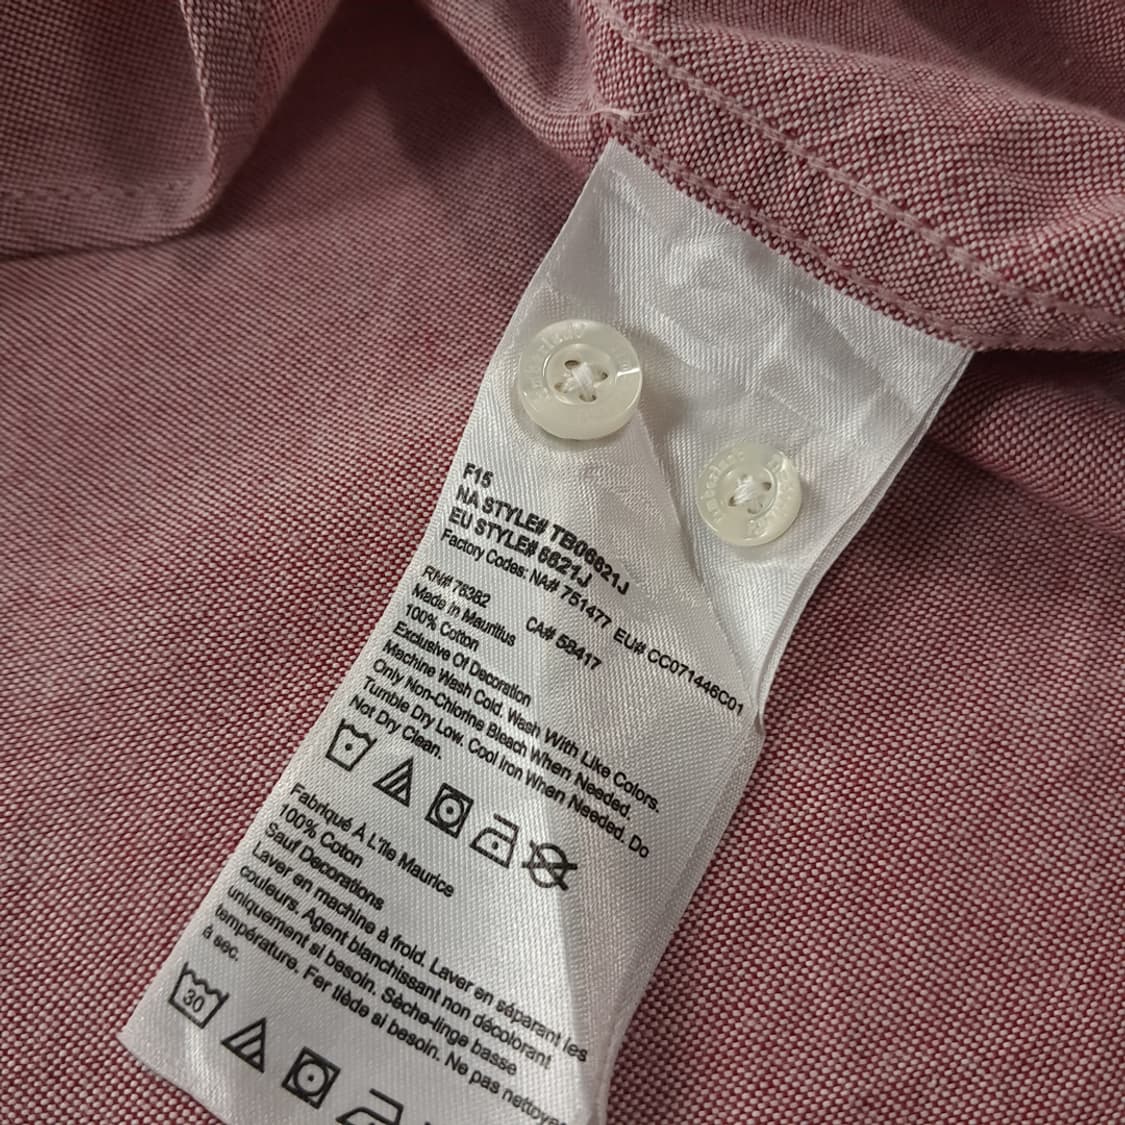 F15
NA STYLE# TB06621J
EU STYLE# 6621J
Factory Codes: NA# 751477 EU# CC071446C01
RN# 76382 CA# 58417
Made in Mauritius
100% Cotton
Exclusive Of Decoration
Machine Wash Cold. Wash With Like Colors.
Only Non-Chlorine Bleach When Needed.
Tumble Dry Low. Cool Iron When Needed. Do
Not Dry Clean.
Fabriqué À L'île Maurice
100% Coton
Sauf Decorations
Laver en machine à froid. Laver en séparant les
couleurs. Agent blanchissant non décolorant
uniquement si besoin. Sèche-linge basse
température. Fer tiède si besoin. Ne pas nettoyer
à sec.
30